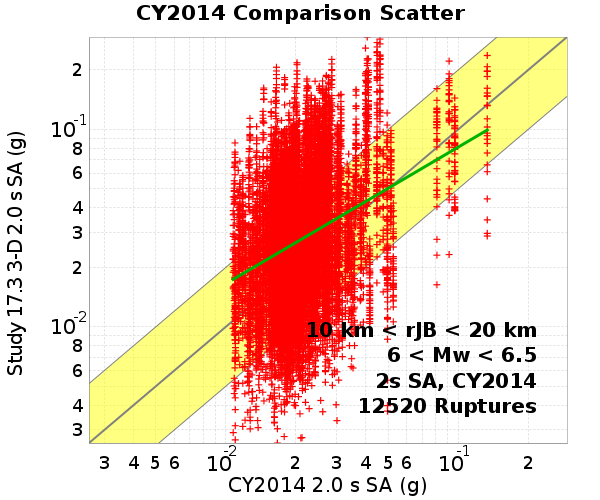 CY2014 Comparison Scatter
Study 17.3 3-D 2.0 s SA (g)
2
10^-1
8
6
4
3
2
10^-2
8
6
4
3
10 km < rJB < 20 km
6 < Mw < 6.5
2s SA, CY2014
12520 Ruptures
3 4 5 6 10^-2 2 3 4 5 6 10^-1 2
CY2014 2.0 s SA (g)